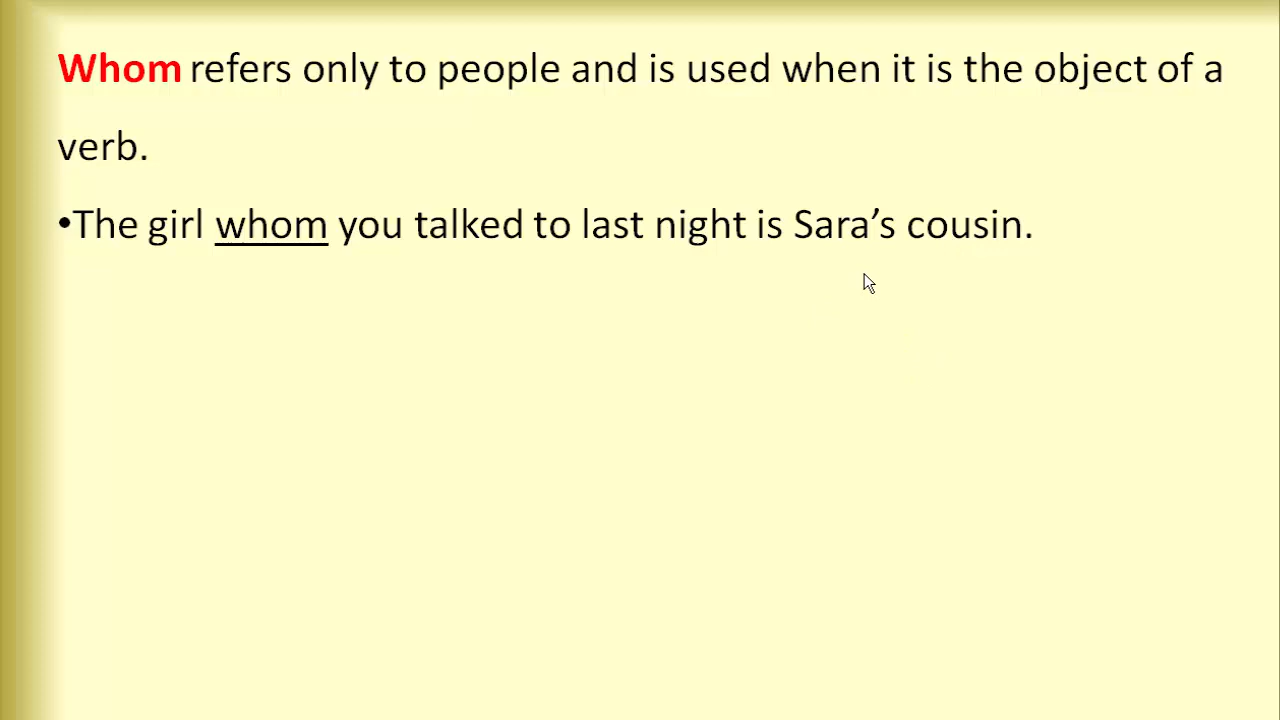 Whom refers only to people and is used when it is the object of a
verb.
•The girl whom you talked to last night is Sara’s cousin.